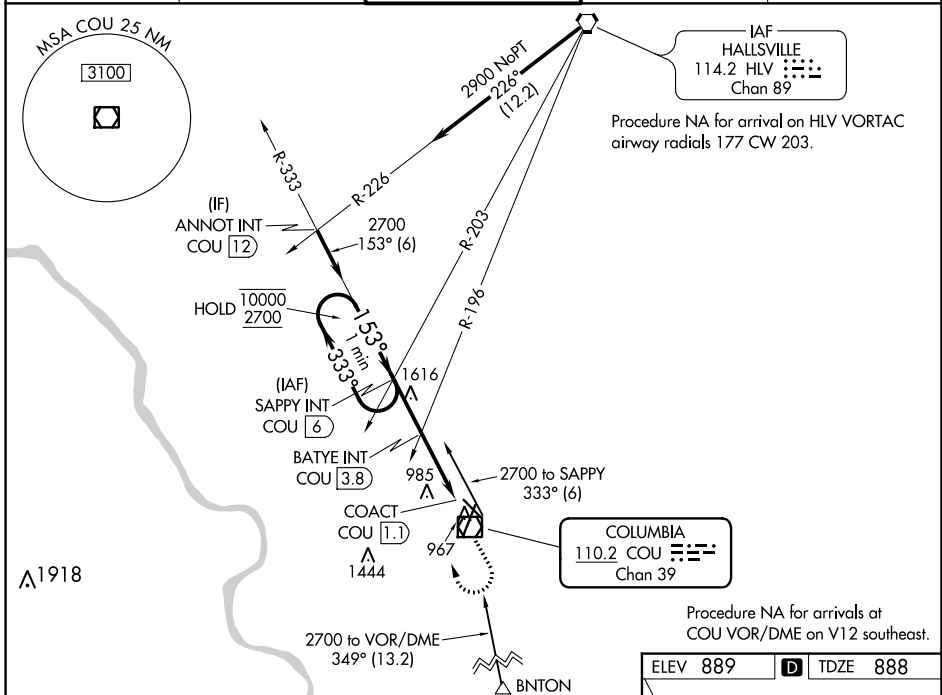 MSA COU 25 NM
3100
IAF
HALLSVILLE
114.2 HLV
Chan 89
Procedure NA for arrival on HLV VORTAC
airway radials 177 CW 203.
2900 NoPT
226°
(12.2)
R-333
R-226
R-203
R-196
(IF)
ANNOT INT
COU 12
2700
153° (6)
HOLD 10000
2700
153°
1 min
333°
(IAF)
SAPPY INT
COU 6
1616
BATYE INT
COU 3.8
985
2700 to SAPPY
333° (6)
COACT
COU 1.1
967
1444
COLUMBIA
110.2 COU
Chan 39
1918
2700 to VOR/DME
349° (13.2)
BNTON
Procedure NA for arrivals at
COU VOR/DME on V12 southeast.
ELEV 889 D TDZE 888